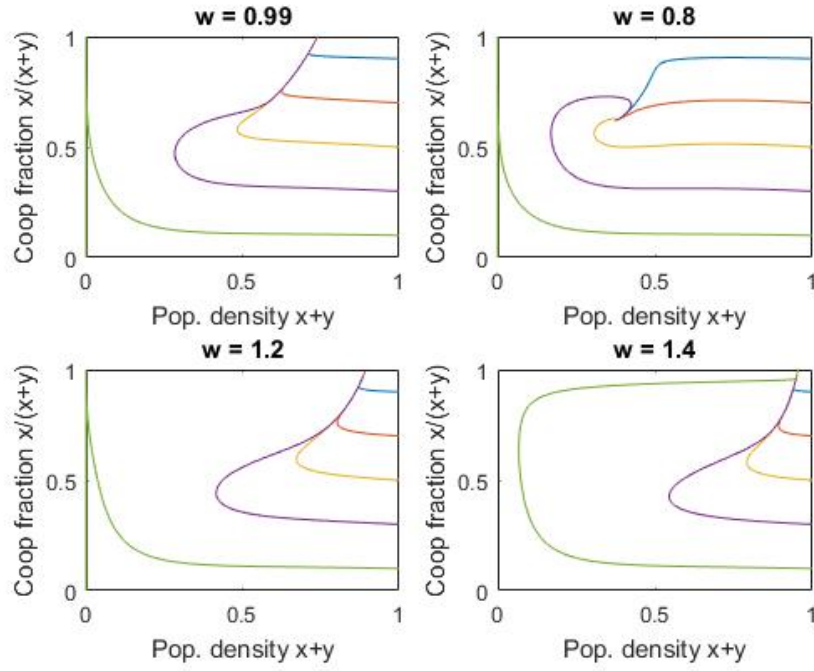 w = 0.99
1
0.5
0
Coop fraction x/(x+y)
0
0.5
1
Pop. density x+y
w = 0.8
1
0.5
0
Coop fraction x/(x+y)
0
0.5
1
Pop. density x+y
w = 1.2
1
0.5
0
Coop fraction x/(x+y)
0
0.5
1
Pop. density x+y
w = 1.4
1
0.5
0
Coop fraction x/(x+y)
0
0.5
1
Pop. density x+y